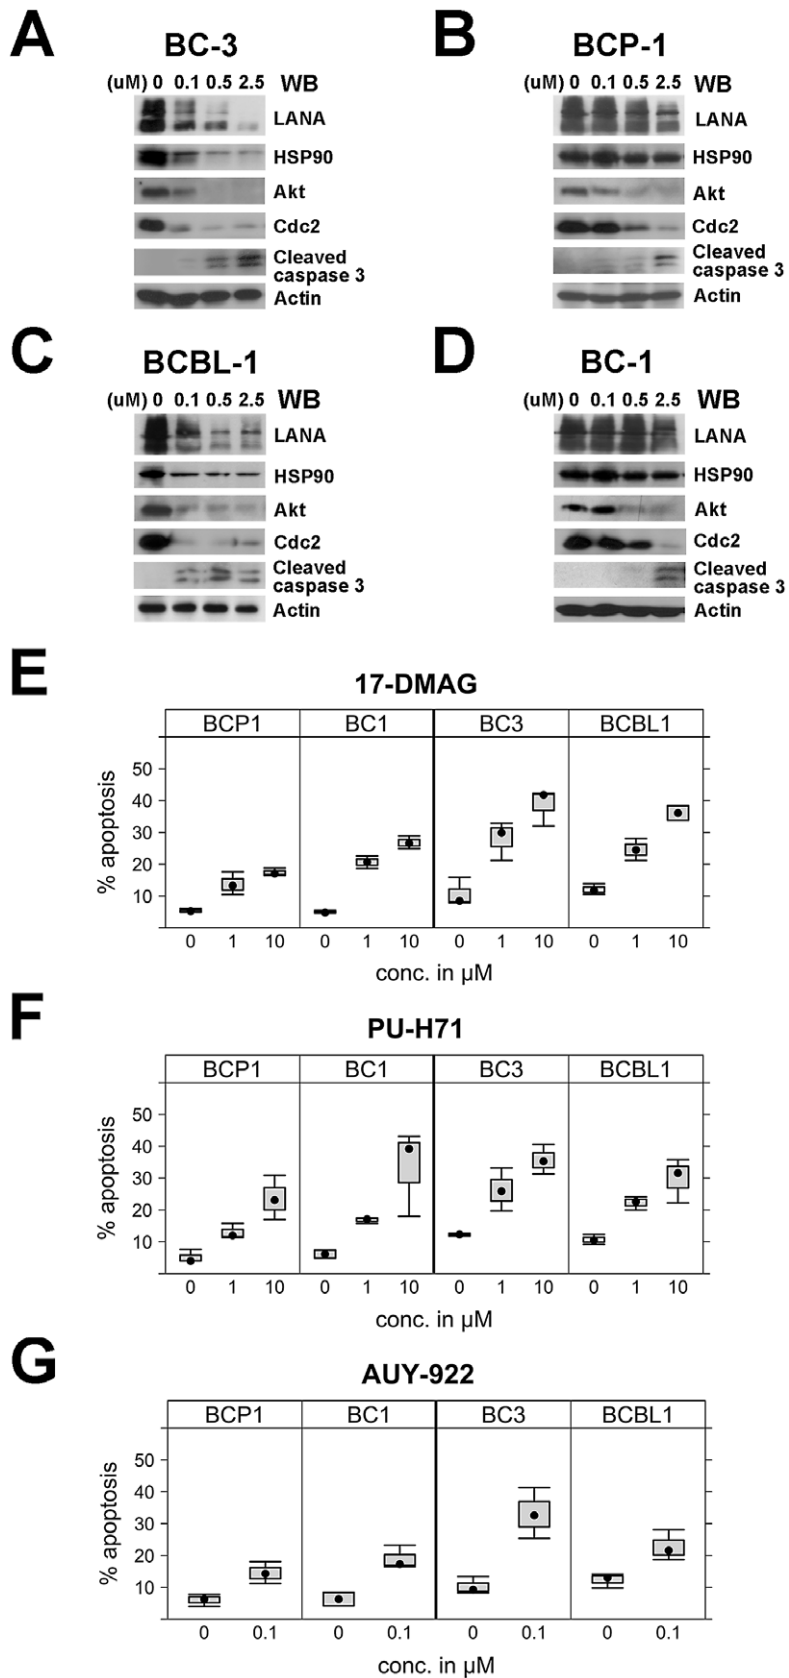 A
BC-3
(uM) 0 0.1 0.5 2.5 WB
LANA
HSP90
Akt
Cdc2
Cleaved
caspase 3
Actin
B
BCP-1
(uM) 0 0.1 0.5 2.5 WB
LANA
HSP90
Akt
Cdc2
Cleaved
caspase 3
Actin
C
BCBL-1
(uM) 0 0.1 0.5 2.5 WB
LANA
HSP90
Akt
Cdc2
Cleaved
caspase 3
Actin
D
BC-1
(uM) 0 0.1 0.5 2.5 WB
LANA
HSP90
Akt
Cdc2
Cleaved
caspase 3
Actin
E
17-DMAG
BCP1 BC1 BC3 BCBL1
% apoptosis
50
40
30
20
10
0 1 10 0 1 10 0 1 10 0 1 10
conc. in µM
F
PU-H71
BCP1 BC1 BC3 BCBL1
% apoptosis
50
40
30
20
10
0 1 10 0 1 10 0 1 10 0 1 10
conc. in µM
G
AUY-922
BCP1 BC1 BC3 BCBL1
% apoptosis
50
40
30
20
10
0 0.1 0 0.1 0 0.1 0 0.1
conc. in µM